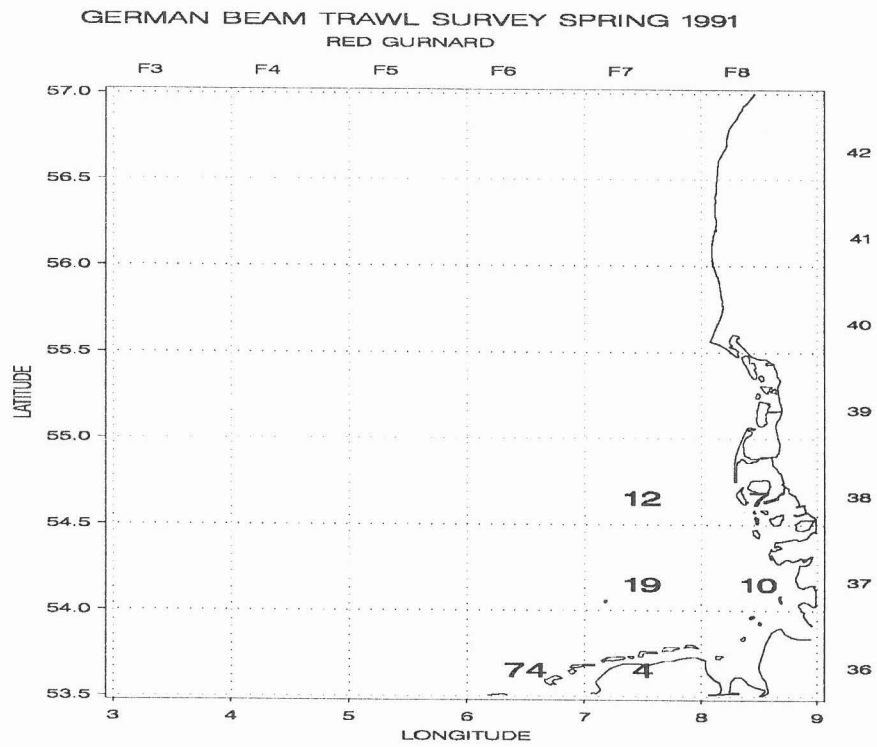 GERMAN BEAM TRAWL SURVEY SPRING 1991
RED GURNARD
F3 F4 F5 F6 F7 F8
57.0
42
56.5
41
56.0
40
55.5
LATITUDE
39
55.0
12 7 38
54.5
19 10 37
54.0
74 4 36
53.5
3 4 5 6 7 8 9
LONGITUDE